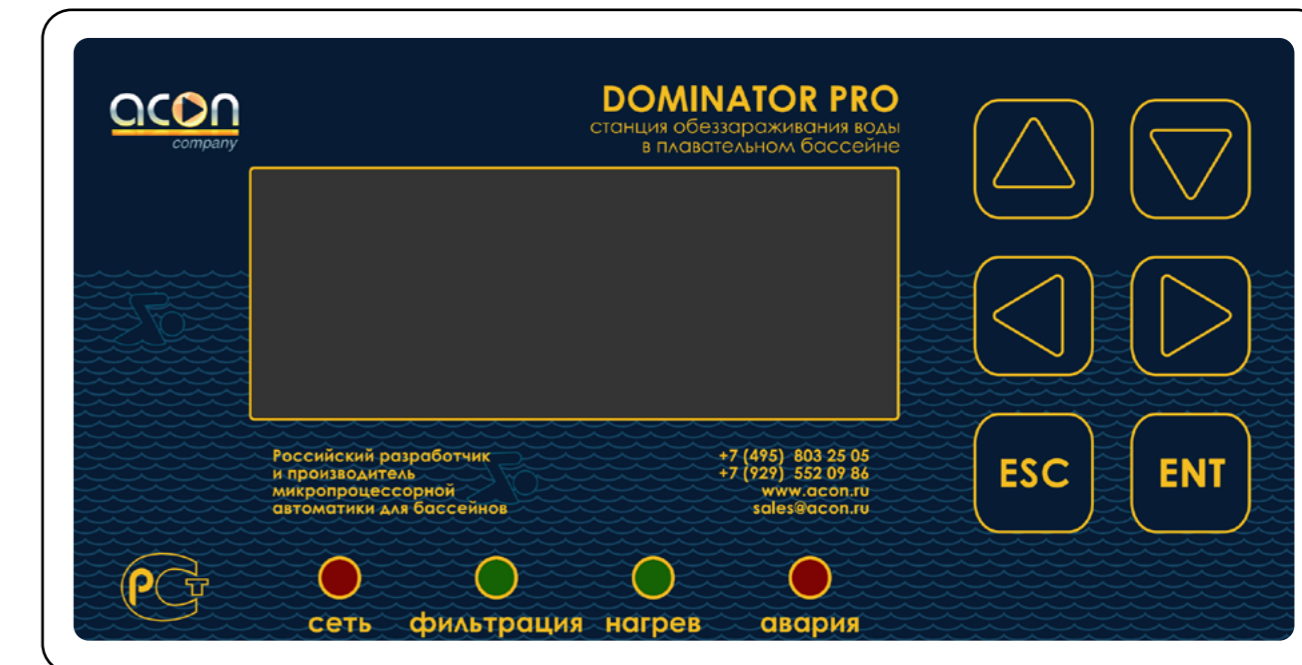 acon
company
DOMINATOR PRO
станция обеззараживания воды
в плавательном бассейне
Российский разработчик
и производитель
микропроцессорной
автоматики для бассейнов
+7 (495) 803 25 05
+7 (929) 552 09 86
www.acon.ru
sales@acon.ru
ESC
ENT
РСТ
сеть
фильтрация
нагрев
авария